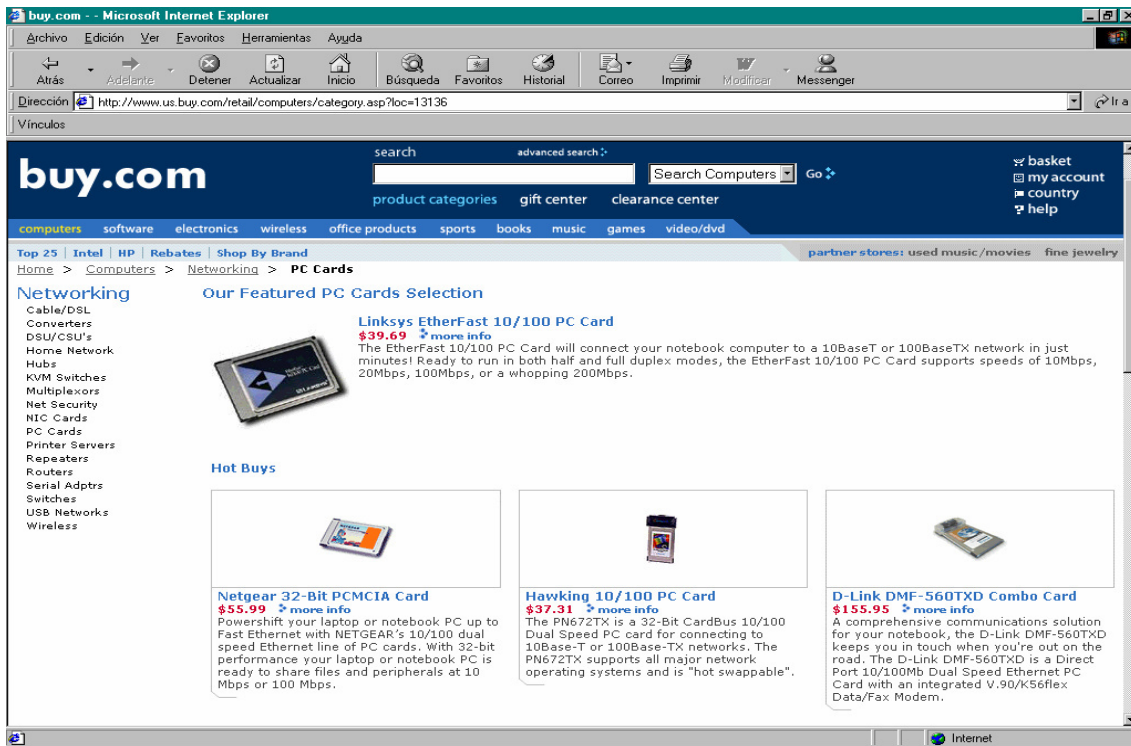 buy.com - - Microsoft Internet Explorer
Archivo Edición Ver Favoritos Herramientas Ayuda
Atrás Adelante Detener Actualizar Inicio Búsqueda Favoritos Historial Correo Imprimir Modificar Messenger
Dirección http://www.us.buy.com/retail/computers/category.asp?loc=13136 Ir a
Vínculos
search advanced search
buy.com
Search Computers Go
product categories gift center clearance center
basket
my account
country
help
computers software electronics wireless office products sports books music games video/dvd
Top 25 | Intel | HP | Rebates | Shop By Brand
partner stores: used music/movies fine jewelry
Home > Computers > Networking > PC Cards
Networking
Cable/DSL
Converters
DSU/CSU's
Home Network
Hubs
KVM Switches
Multiplexors
Net Security
NIC Cards
PC Cards
Printer Servers
Repeaters
Routers
Serial Adptrs
Switches
USB Networks
Wireless
Our Featured PC Cards Selection
Linksys EtherFast 10/100 PC Card
$39.69 more info
The EtherFast 10/100 PC Card will connect your notebook computer to a 10BaseT or 100BaseTX network in just
minutes! Ready to run in both half and full duplex modes, the EtherFast 10/100 PC Card supports speeds of 10Mbps,
20Mbps, 100Mbps, or a whopping 200Mbps.
Hot Buys
Netgear 32-Bit PCMCIA Card
$55.99 more info
Powershift your laptop or notebook PC up to
Fast Ethernet with NETGEAR's 10/100 dual
speed Ethernet line of PC cards. With 32-bit
performance your laptop or notebook PC is
ready to share files and peripherals at 10
Mbps or 100 Mbps.
Hawking 10/100 PC Card
$37.31 more info
The PN672TX is a 32-Bit CardBus 10/100
Dual Speed PC card for connecting to
10Base-T or 100Base-TX networks. The
PN672TX supports all major network
operating systems and is "hot swappable".
D-Link DMF-560TXD Combo Card
$155.95 more info
A comprehensive communications solution
for your notebook, the D-Link DMF-560TXD
keeps you in touch when you're out on the
road. The D-Link DMF-560TXD is a Direct
Port 10/100Mb Dual Speed Ethernet PC
Card with an integrated V.90/K56flex
Data/Fax Modem.
Internet